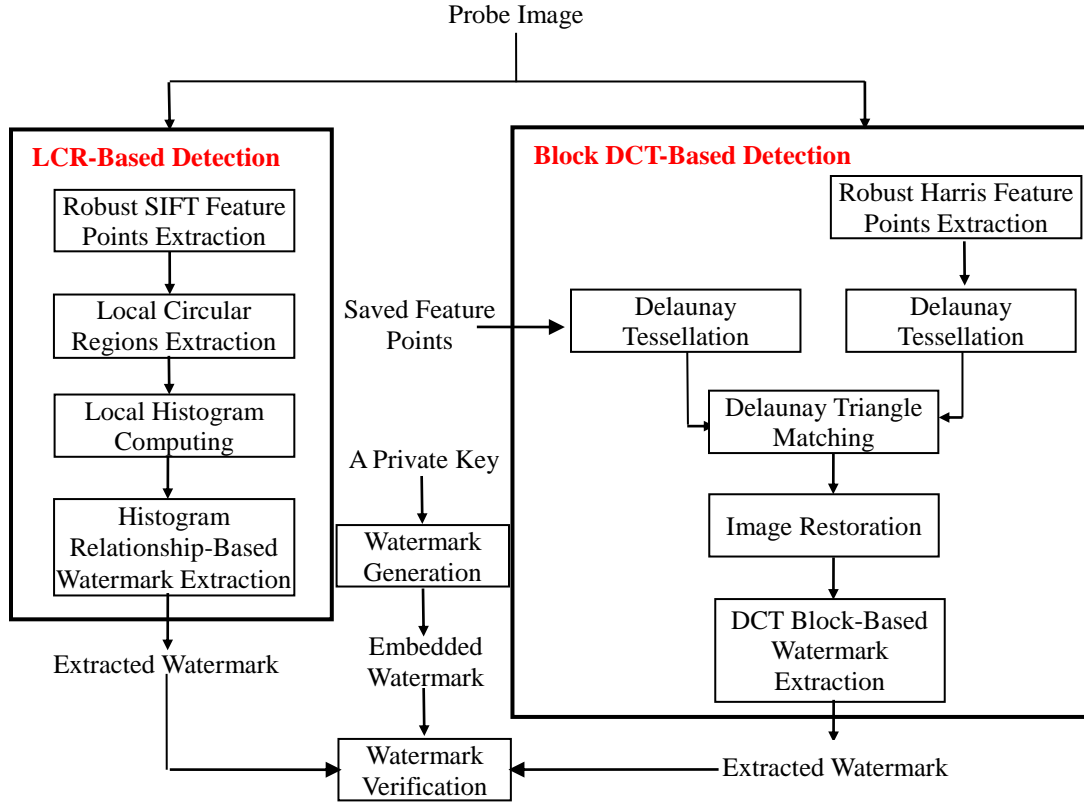 Probe Image
LCR-Based Detection
Robust SIFT Feature
Points Extraction
Local Circular
Regions Extraction
Local Histogram
Computing
Histogram
Relationship-Based
Watermark Extraction
Extracted Watermark
Saved Feature
Points
A Private Key
Watermark
Generation
Embedded
Watermark
Watermark
Verification
Block DCT-Based Detection
Robust Harris Feature
Points Extraction
Delaunay
Tessellation
Delaunay
Tessellation
Delaunay Triangle
Matching
Image Restoration
DCT Block-Based
Watermark
Extraction
Extracted Watermark